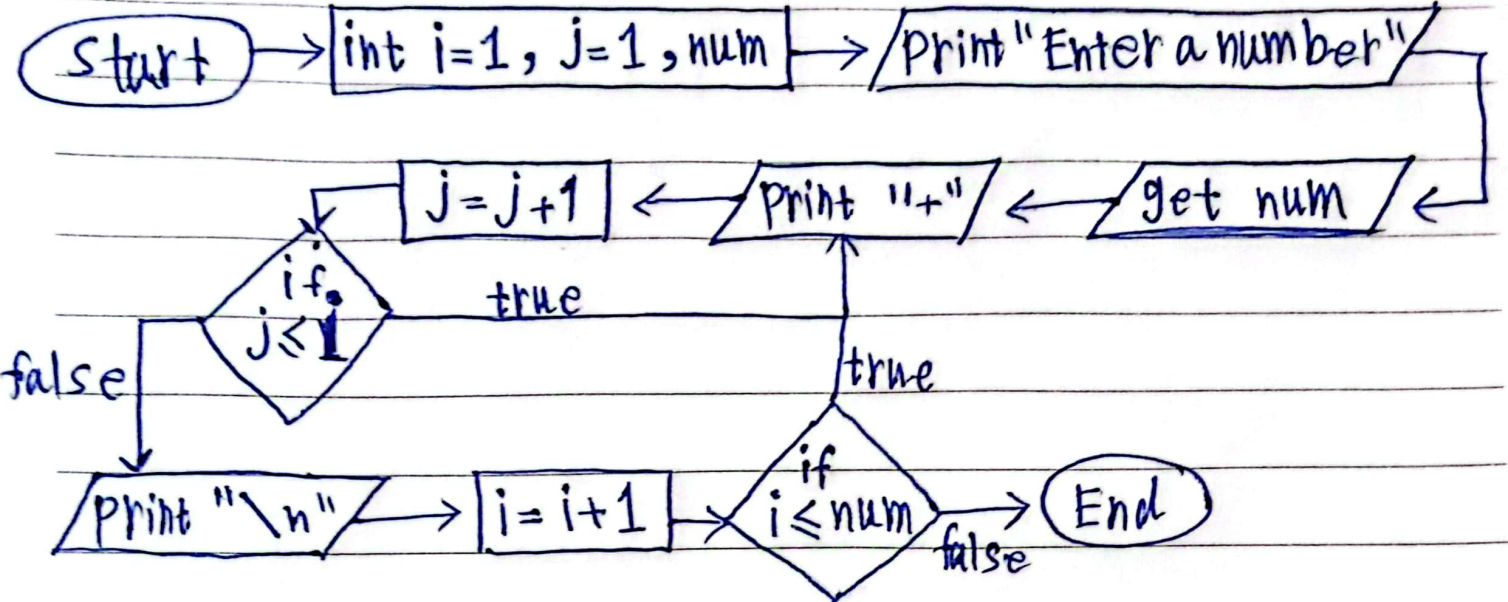 Start
int i=1, j=1, num
Print "Enter a number"
get num
Print "+"
j=j+1
if
j≤i
true
false
print "\n"
i=i+1
if
i≤num
true
false
End